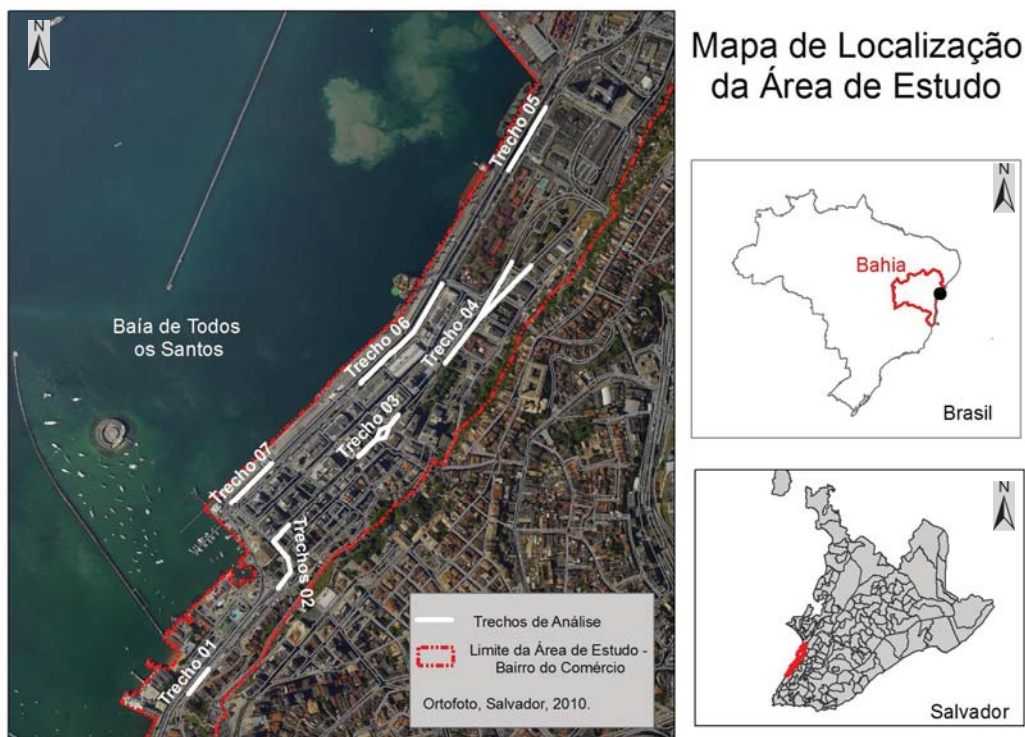 Mapa de Localização
da Área de Estudo
N
Trecho 05
Trecho 06
Trecho 04
Baía de Todos
os Santos
Trecho 03
Trecho 07
Trechos 02
Trecho 01
Trechos de Análise
Limite da Área de Estudo -
Bairro do Comércio
Ortofoto, Salvador, 2010.
N
Bahia
Brasil
N
Salvador